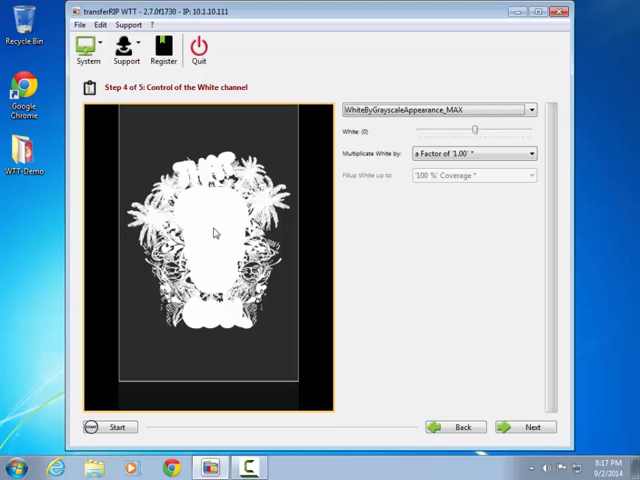 transferRIP WTT - 2.7.0f1730 - IP: 10.1.10.111
File Edit Support ?
System Support Register Quit
Step 4 of 5: Control of the White channel
WhiteByGrayscaleAppearance_MAX
White: (0)
Multiplicate White by: a Factor of '1.00' *
Fillup White up to: '100 %' Coverage *
Start Back Next
Recycle Bin
Google Chrome
WTT-Demo
8:17 PM
9/2/2014